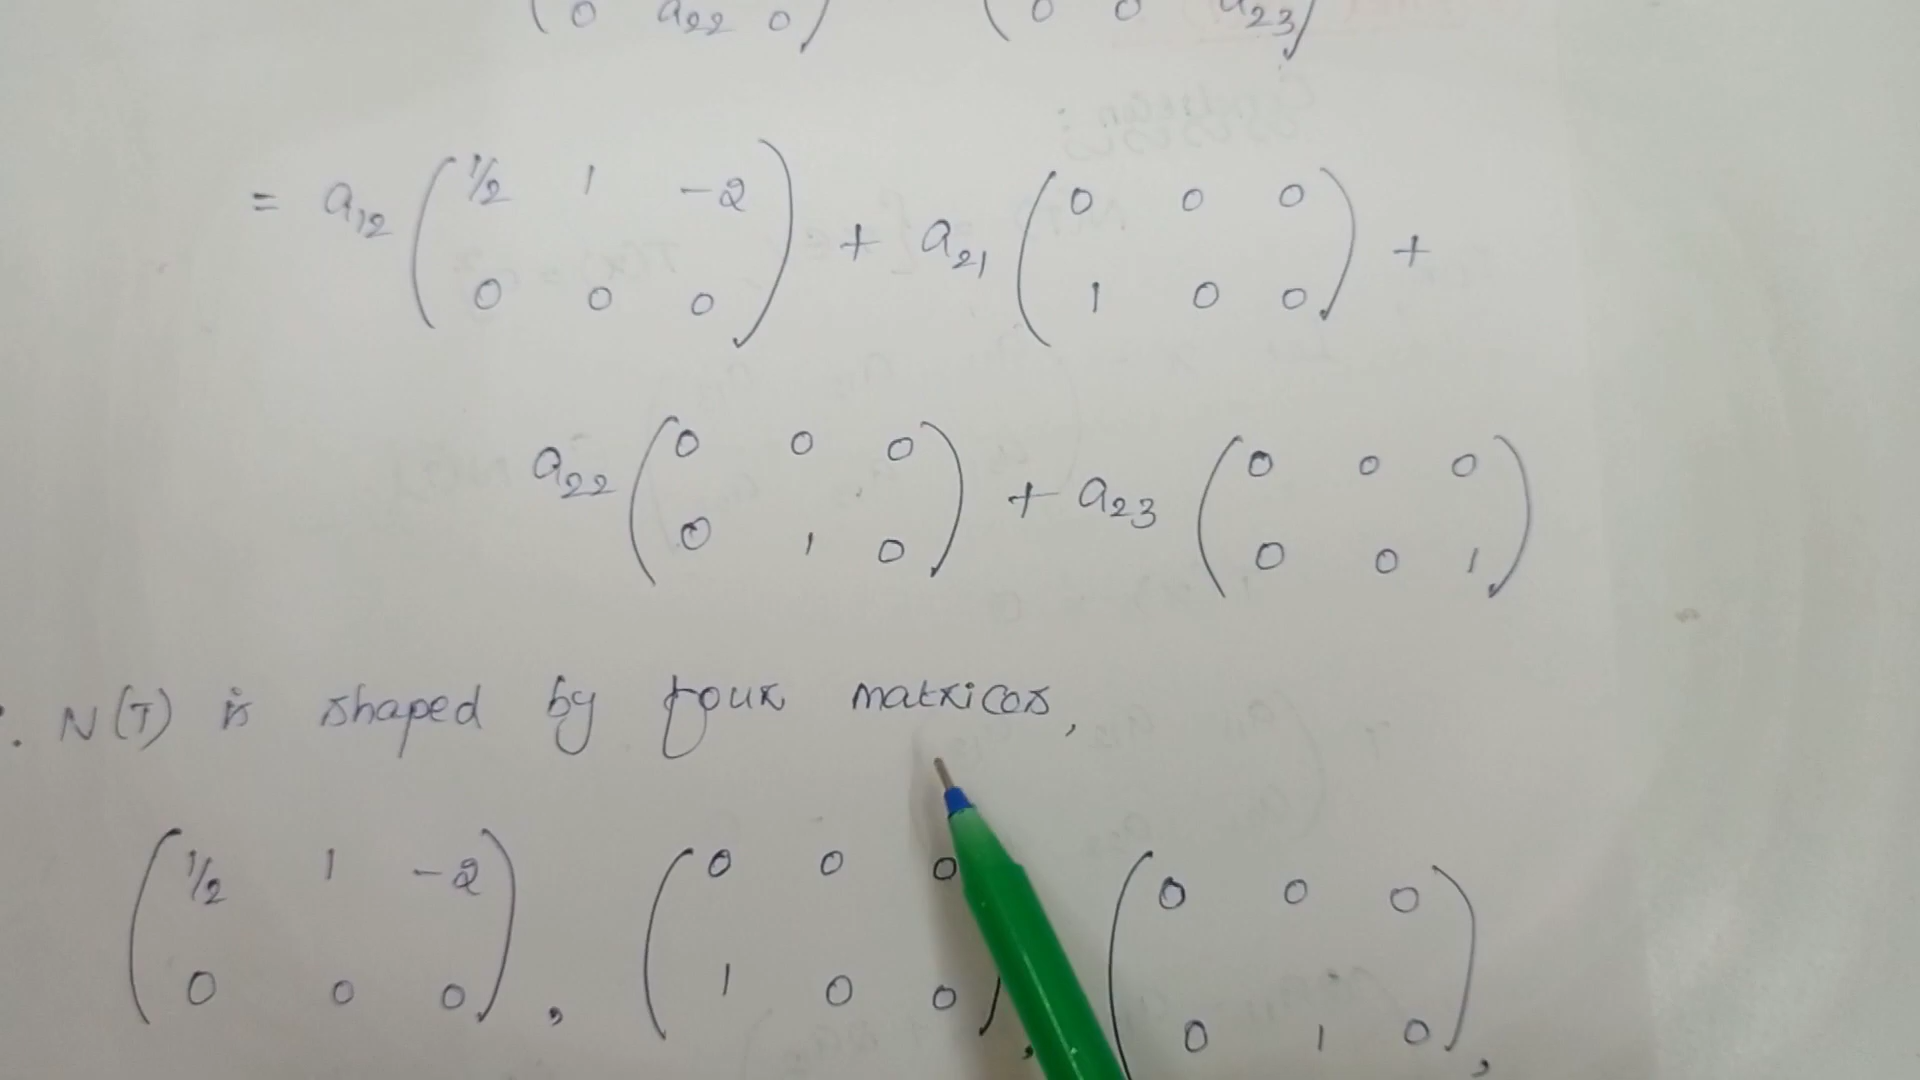 ( 0 a22 0 ) ( 0 0 a23 )
= a12 ( 1/2 1 -2 ) + a21 ( 0 0 0 ) +
( 0 0 0 ) ( 1 0 0 )
a22 ( 0 0 0 ) + a23 ( 0 0 0 )
( 0 1 0 ) ( 0 0 1 )
∴ N(T) is shaped by four matrices,
( 1/2 1 -2 ) ( 0 0 0 ( 0 0 0 )
( 0 0 0 ) , ( 1 0 0 ) , ( 0 1 0 ) ,